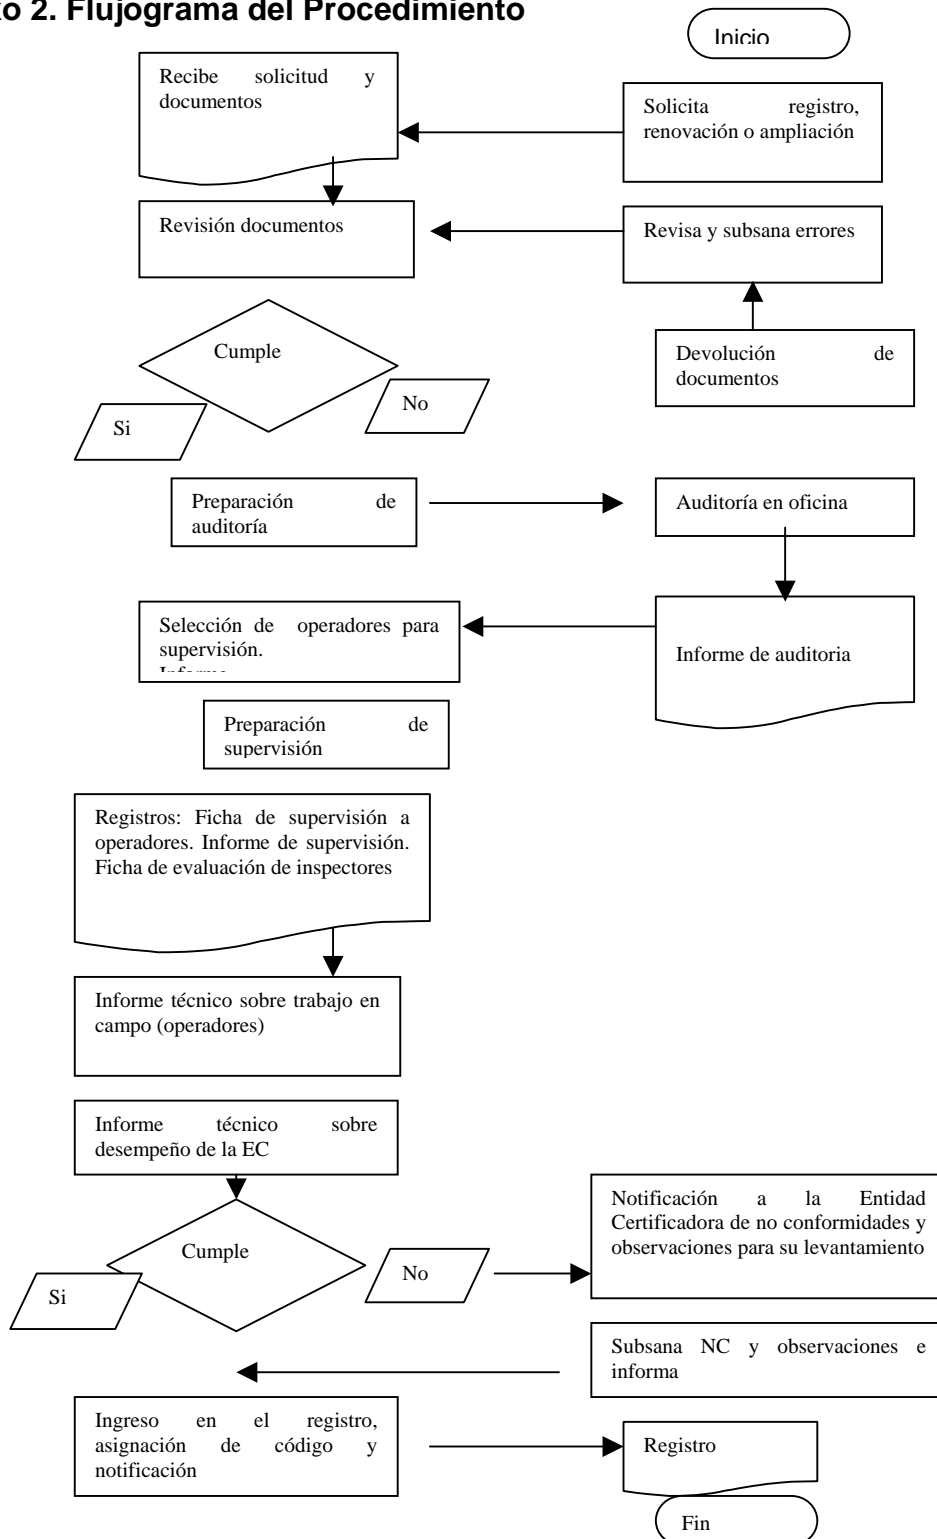 o 2. Flujograma del Procedimiento
Inicio
Recibe solicitud y
documentos
Solicita registro,
renovación o ampliación
Revisión documentos
Revisa y subsana errores
Cumple
Devolución de
documentos
No
Si
Preparación de
auditoría
Auditoría en oficina
Selección de operadores para
supervisión.
Informe
Informe de auditoria
Preparación de
supervisión
Registros: Ficha de supervisión a
operadores. Informe de supervisión.
Ficha de evaluación de inspectores
Informe técnico sobre trabajo en
campo (operadores)
Informe técnico sobre
desempeño de la EC
Notificación a la Entidad
Certificadora de no conformidades y
observaciones para su levantamiento
Cumple
No
Si
Subsana NC y observaciones e
informa
Ingreso en el registro,
asignación de código y
notificación
Registro
Fin